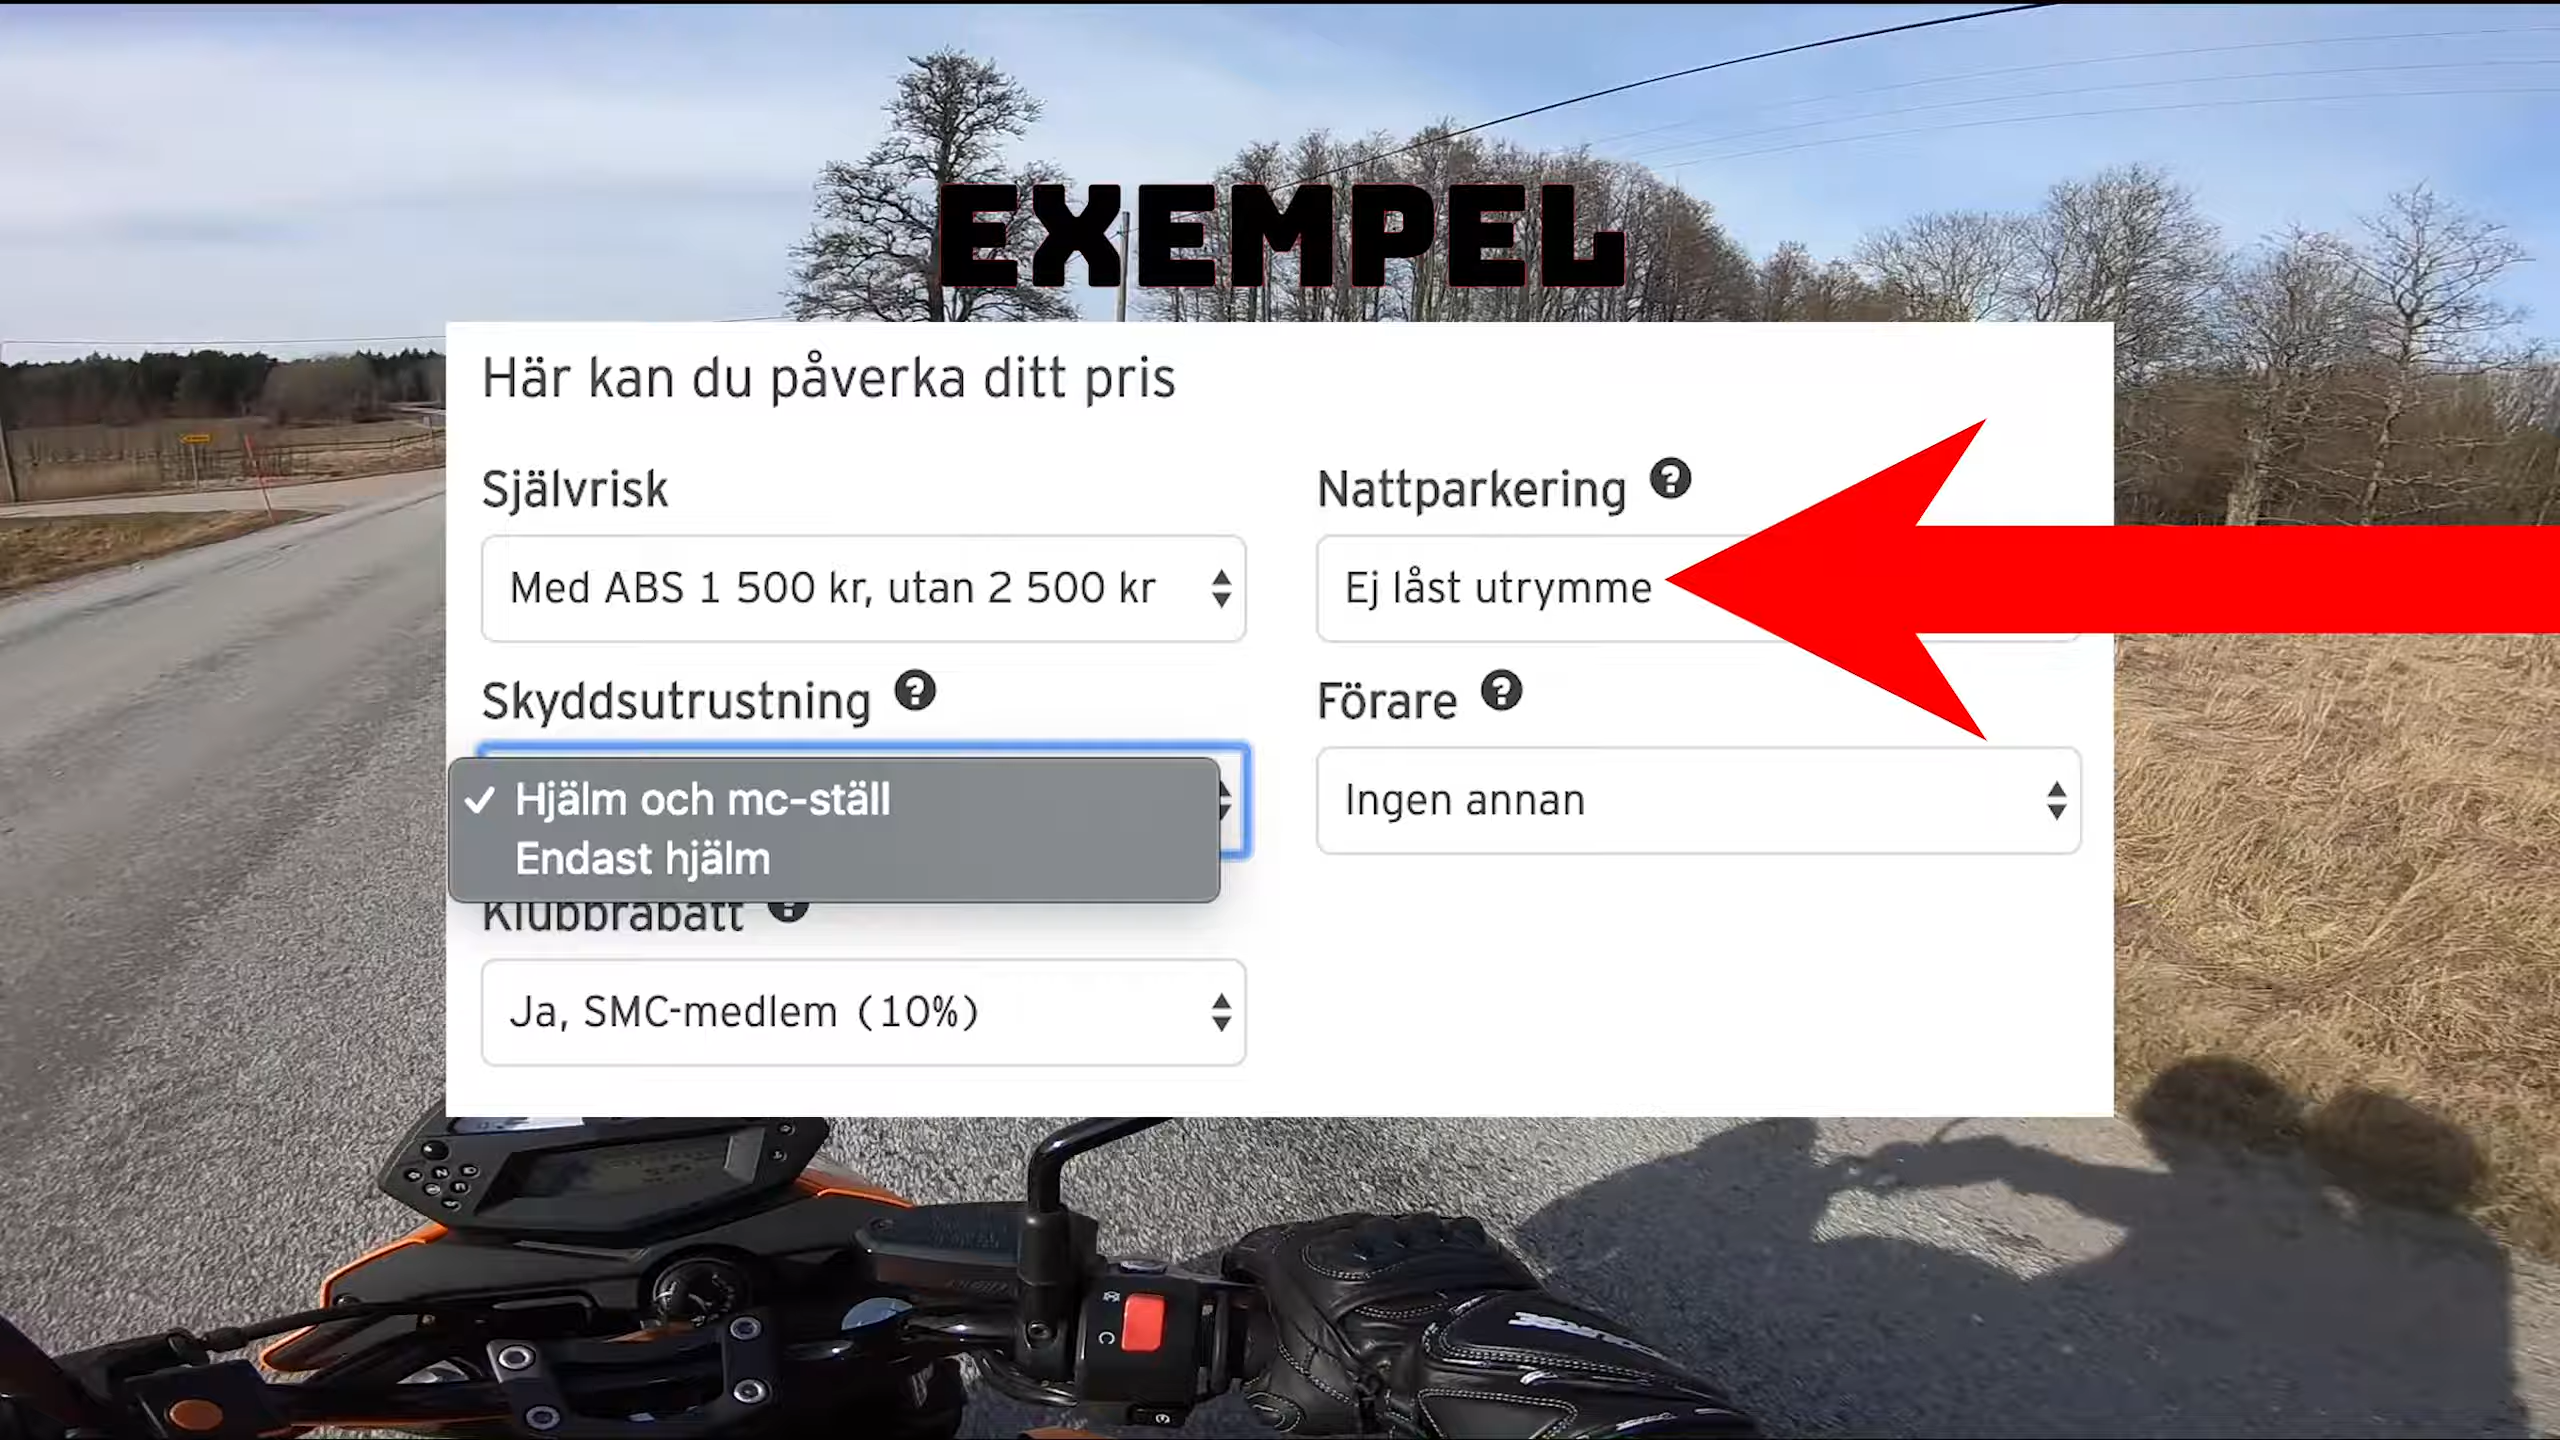 EXEMPEL
Här kan du påverka ditt pris
Självrisk
Med ABS 1 500 kr, utan 2 500 kr
Nattparkering ?
Ej låst utrymme
Skyddsutrustning ?
✓ Hjälm och mc-ställ
Endast hjälm
Förare ?
Ingen annan
Klubbrabatt ?
Ja, SMC-medlem (10%)